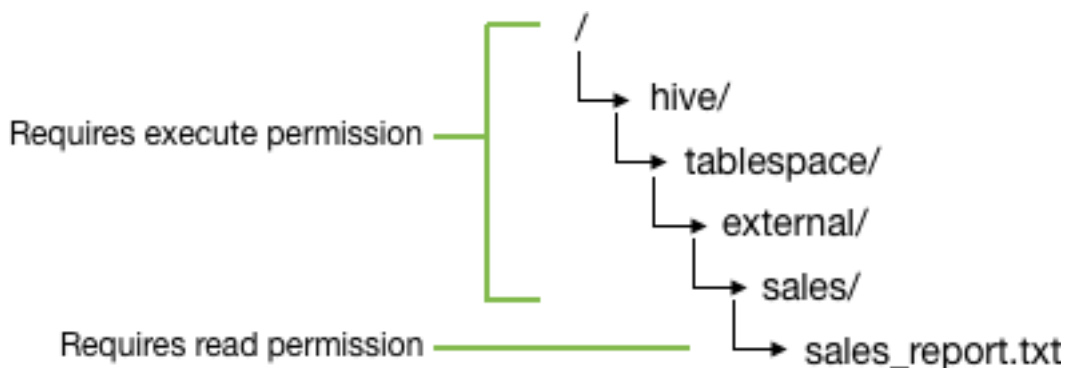 /
hive/
Requires execute permission
tablespace/
external/
sales/
Requires read permission
sales_report.txt